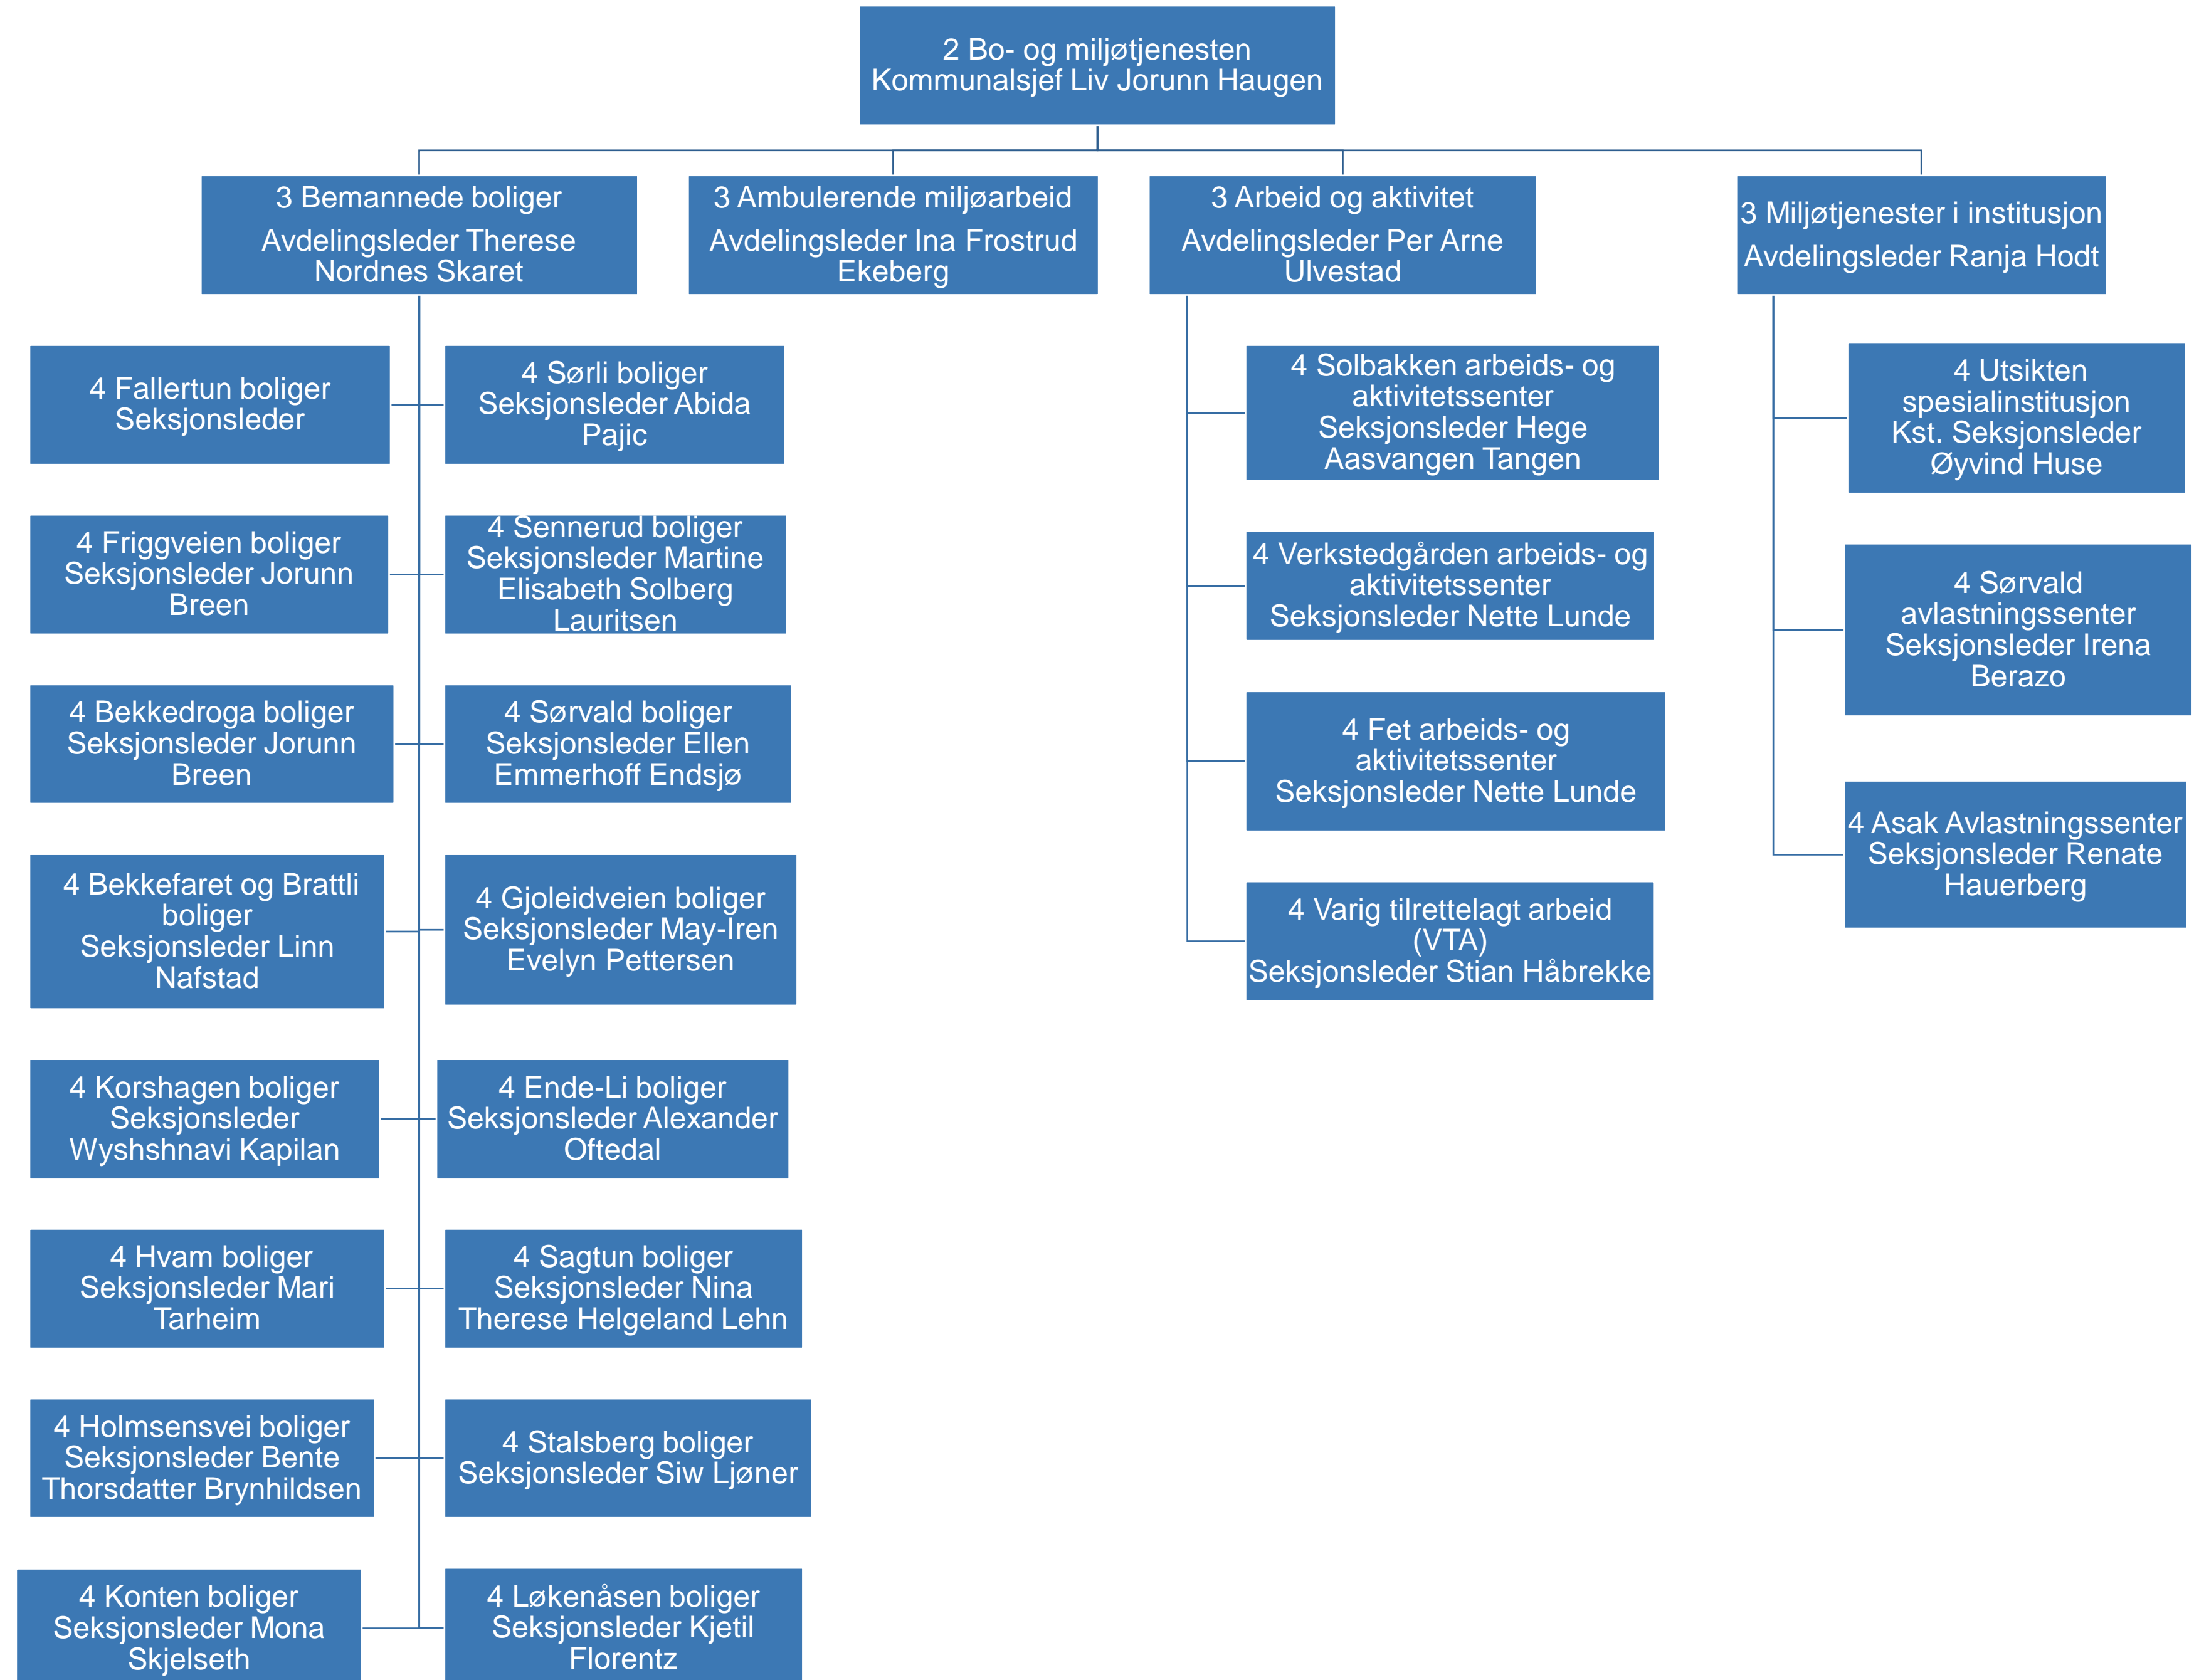 2 Bo- og miljøtjenesten
Kommunalsjef Liv Jorunn Haugen
3 Bemannede boliger
Avdelingsleder Therese
Nordnes Skaret
3 Ambulerende miljøarbeid
Avdelingsleder Ina Frostrud
Ekeberg
3 Arbeid og aktivitet
Avdelingsleder Per Arne
Ulvestad
3 Miljøtjenester i institusjon
Avdelingsleder Ranja Hodt
4 Fallertun boliger
Seksjonsleder
4 Sørli boliger
Seksjonsleder Abida
Pajic
4 Friggveien boliger
Seksjonsleder Jorunn
Breen
4 Sennerud boliger
Seksjonsleder Martine
Elisabeth Solberg
Lauritsen
4 Bekkedroga boliger
Seksjonsleder Jorunn
Breen
4 Sørvald boliger
Seksjonsleder Ellen
Emmerhoff Endsjø
4 Bekkefaret og Brattli
boliger
Seksjonsleder Linn
Nafstad
4 Gjoleidveien boliger
Seksjonsleder May-Iren
Evelyn Pettersen
4 Korshagen boliger
Seksjonsleder
Wyshshnavi Kapilan
4 Ende-Li boliger
Seksjonsleder Alexander
Oftedal
4 Hvam boliger
Seksjonsleder Mari
Tarheim
4 Sagtun boliger
Seksjonsleder Nina
Therese Helgeland Lehn
4 Holmsensvei boliger
Seksjonsleder Bente
Thorsdatter Brynhildsen
4 Stalsberg boliger
Seksjonsleder Siw Ljøner
4 Konten boliger
Seksjonsleder Mona
Skjelseth
4 Løkenåsen boliger
Seksjonsleder Kjetil
Florentz
4 Solbakken arbeids- og
aktivitetssenter
Seksjonsleder Hege
Aasvangen Tangen
4 Verkstedgården arbeids- og
aktivitetssenter
Seksjonsleder Nette Lunde
4 Fet arbeids- og
aktivitetssenter
Seksjonsleder Nette Lunde
4 Varig tilrettelagt arbeid
(VTA)
Seksjonsleder Stian Håbrekke
4 Utsikten
spesialinstitusjon
Kst. Seksjonsleder
Øyvind Huse
4 Sørvald
avlastningssenter
Seksjonsleder Irena
Berazo
4 Asak Avlastningssenter
Seksjonsleder Renate
Hauerberg